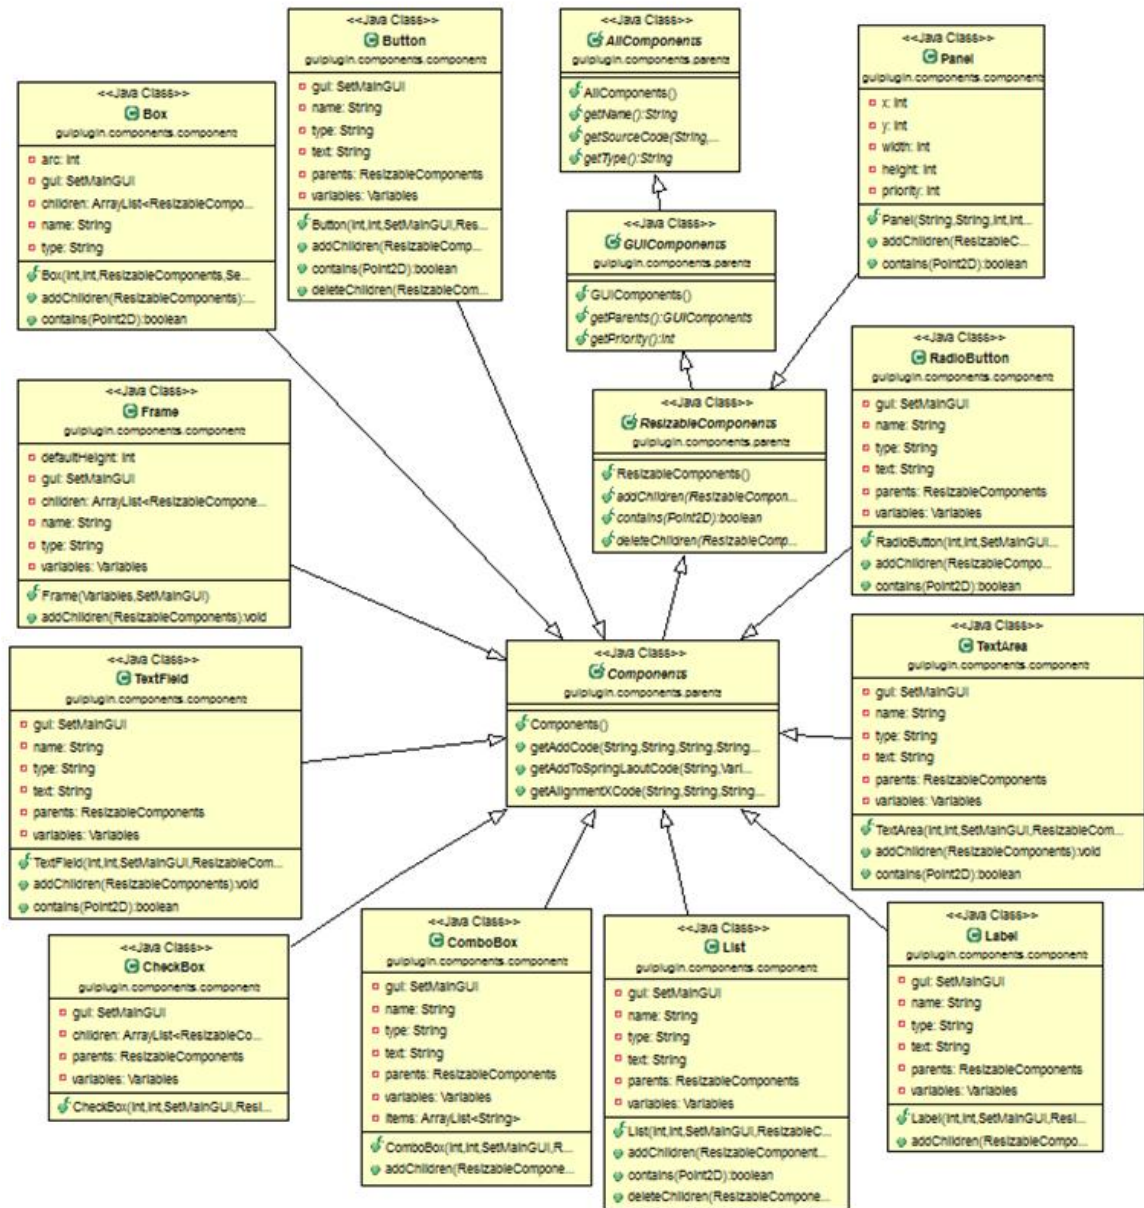 <<Java Class>>
Box
guiplugin.components.component
arc: int
gui: SetMainGUI
children: ArrayList<ResizableCompo...
name: String
type: String
Box(int,int,ResizableComponents,Se...
addChildren(ResizableComponents):...
contains(Point2D):boolean
<<Java Class>>
Button
guiplugin.components.component
gui: SetMainGUI
name: String
type: String
text: String
parents: ResizableComponents
variables: Variables
Button(int,int,SetMainGUI,Res...
addChildren(ResizableComp...
contains(Point2D):boolean
deleteChildren(ResizableCom...
<<Java Class>>
AllComponents
guiplugin.components.parents
AllComponents()
getName():String
getSourceCode(String,...
getType():String
<<Java Class>>
Panel
guiplugin.components.component
x: int
y: int
width: int
height: int
priority: int
Panel(String,String,int,int...
addChildren(ResizableC...
contains(Point2D):boolean
<<Java Class>>
GUIComponents
guiplugin.components.parents
GUIComponents()
getParents():GUIComponents
getPriority():int
<<Java Class>>
Frame
guiplugin.components.component
defaultHeight: int
gui: SetMainGUI
children: ArrayList<ResizableCompone...
name: String
type: String
variables: Variables
Frame(Variables,SetMainGUI)
addChildren(ResizableComponents):void
<<Java Class>>
ResizableComponents
guiplugin.components.parents
ResizableComponents()
addChildren(ResizableCompon...
contains(Point2D):boolean
deleteChildren(ResizableComp...
<<Java Class>>
RadioButton
guiplugin.components.component
gui: SetMainGUI
name: String
type: String
text: String
parents: ResizableComponents
variables: Variables
RadioButton(int,int,SetMainGUI...
addChildren(ResizableCompo...
contains(Point2D):boolean
<<Java Class>>
TextField
guiplugin.components.component
gui: SetMainGUI
name: String
type: String
text: String
parents: ResizableComponents
variables: Variables
TextField(int,int,SetMainGUI,ResizableCom...
addChildren(ResizableComponents):void
contains(Point2D):boolean
<<Java Class>>
Components
guiplugin.components.parents
Components()
getAddCode(String,String,String,String...
getAddToSpringLaoutCode(String,Vari...
getAlignmentXCode(String,String,String...
<<Java Class>>
TextArea
guiplugin.components.component
gui: SetMainGUI
name: String
type: String
text: String
parents: ResizableComponents
variables: Variables
TextArea(int,int,SetMainGUI,ResizableCom...
addChildren(ResizableComponents):void
contains(Point2D):boolean
<<Java Class>>
CheckBox
guiplugin.components.component
gui: SetMainGUI
children: ArrayList<ResizableCo...
parents: ResizableComponents
variables: Variables
CheckBox(int,int,SetMainGUI,Resi...
<<Java Class>>
ComboBox
guiplugin.components.component
gui: SetMainGUI
name: String
type: String
text: String
parents: ResizableComponents
variables: Variables
items: ArrayList<String>
ComboBox(int,int,SetMainGUI,R...
addChildren(ResizableCompone...
<<Java Class>>
List
guiplugin.components.component
gui: SetMainGUI
name: String
type: String
text: String
parents: ResizableComponents
variables: Variables
List(int,int,SetMainGUI,ResizableC...
addChildren(ResizableComponent...
contains(Point2D):boolean
deleteChildren(ResizableCompone...
<<Java Class>>
Label
guiplugin.components.component
gui: SetMainGUI
name: String
type: String
text: String
parents: ResizableComponents
variables: Variables
Label(int,int,SetMainGUI,Resi...
addChildren(ResizableCompo...